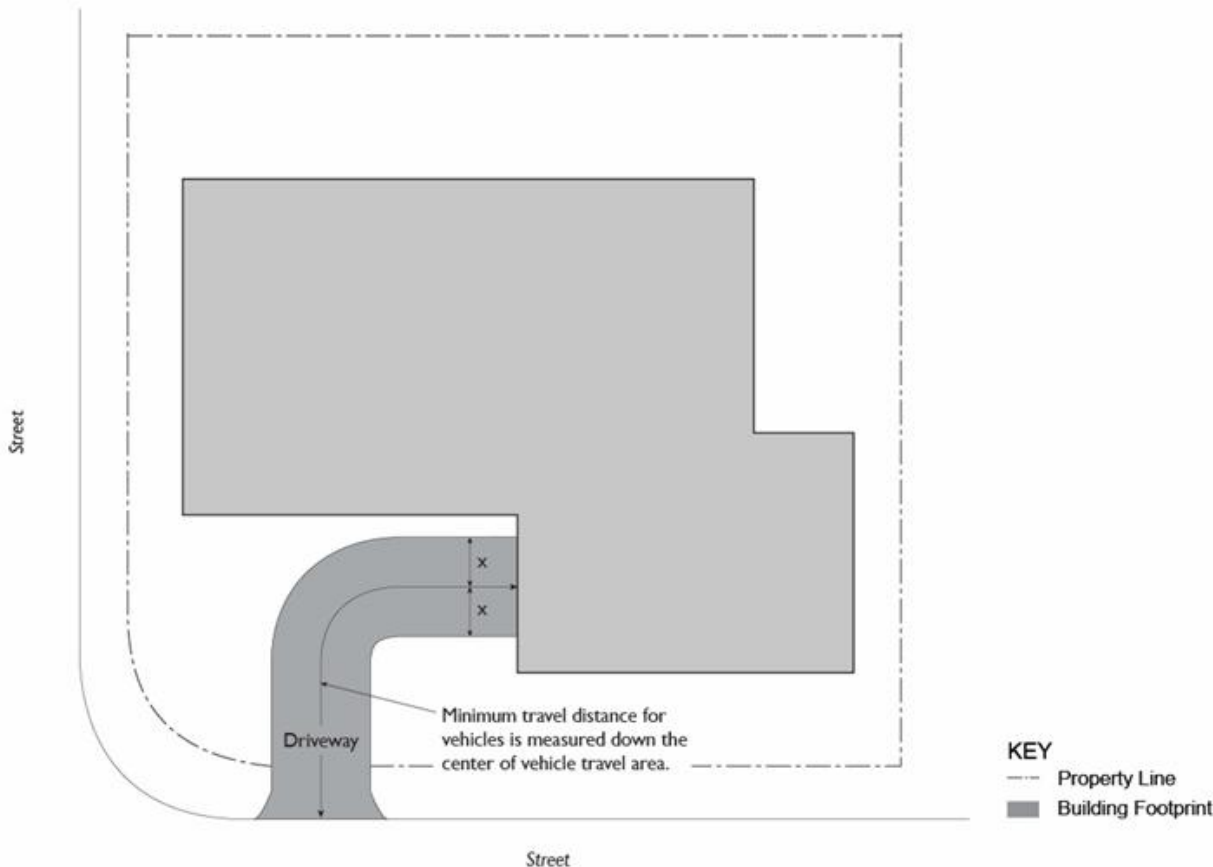 Street
x
x
Minimum travel distance for
vehicles is measured down the
center of vehicle travel area.
Driveway
KEY
Property Line
Building Footprint
Street